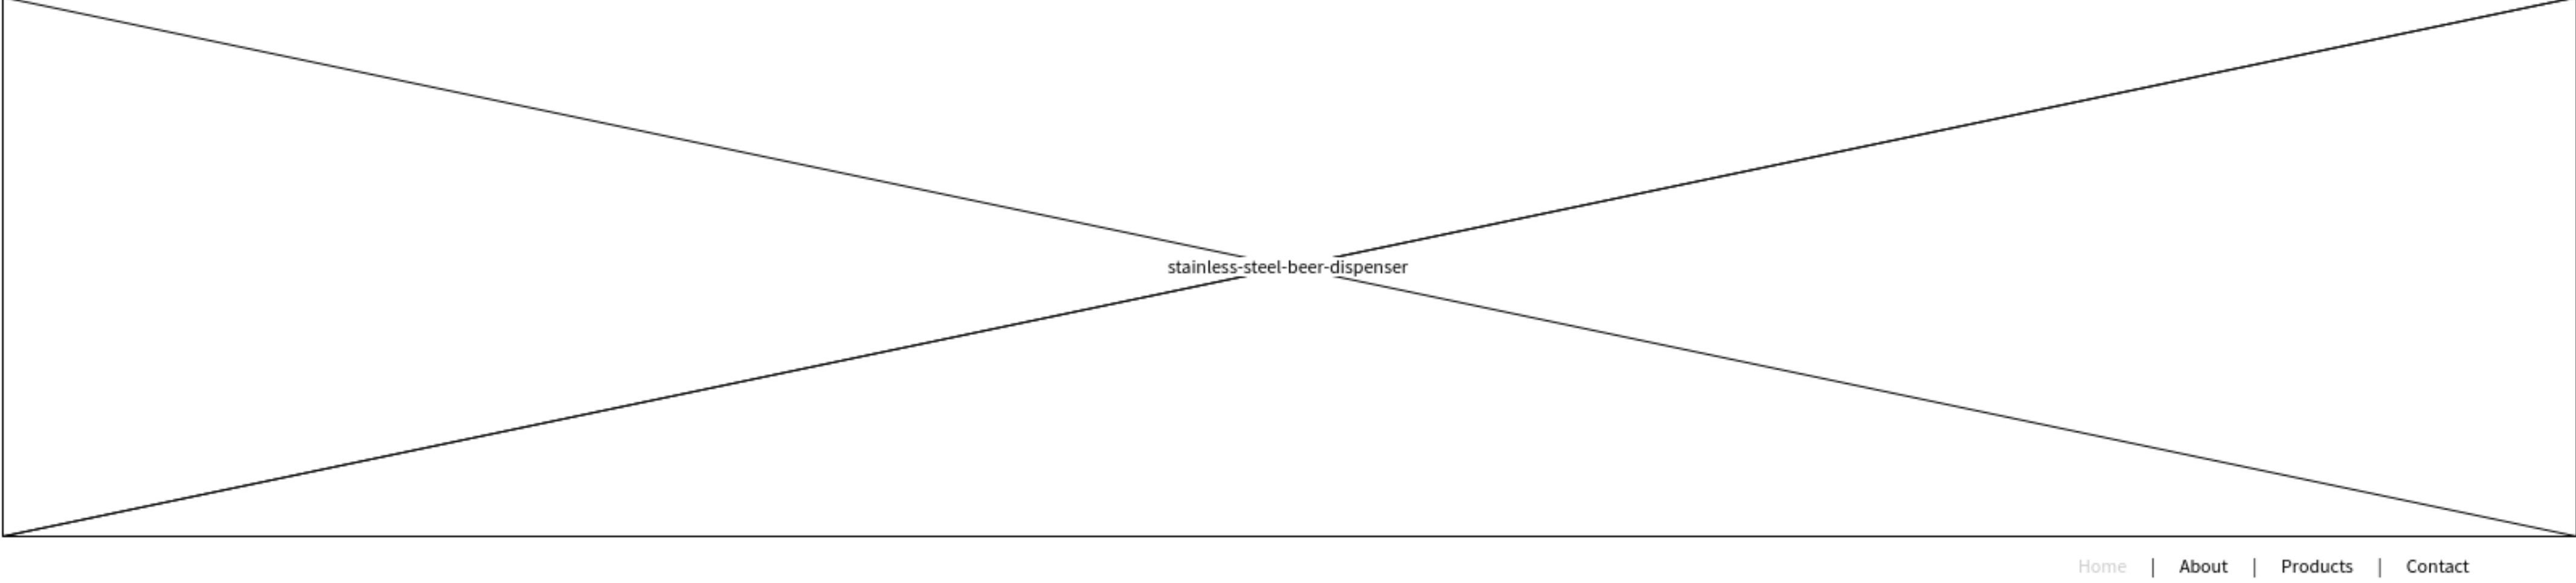 stainless-steel-beer-dispenser
Home | About | Products | Contact